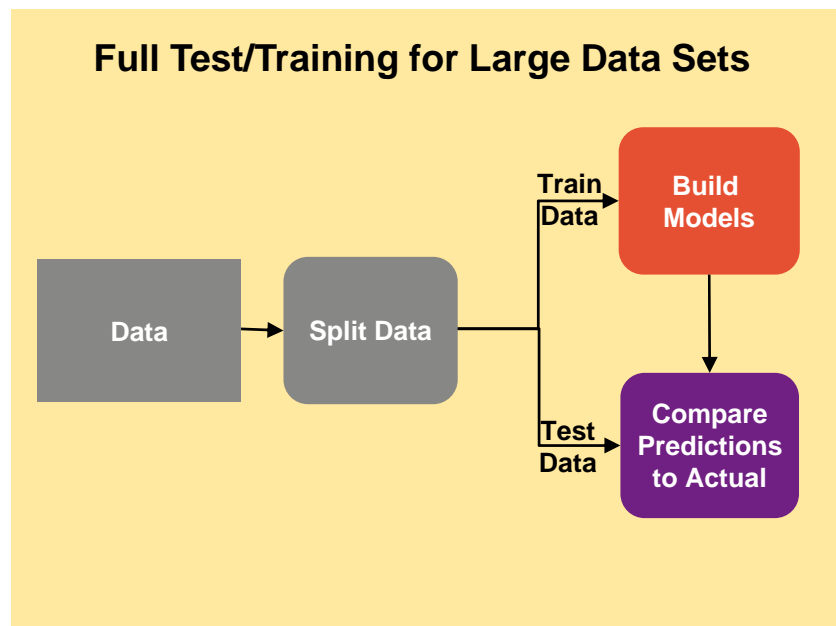 Full Test/Training for Large Data Sets
Train
Data
Build
Models
Data
Split Data
Test
Data
Compare
Predictions
to Actual